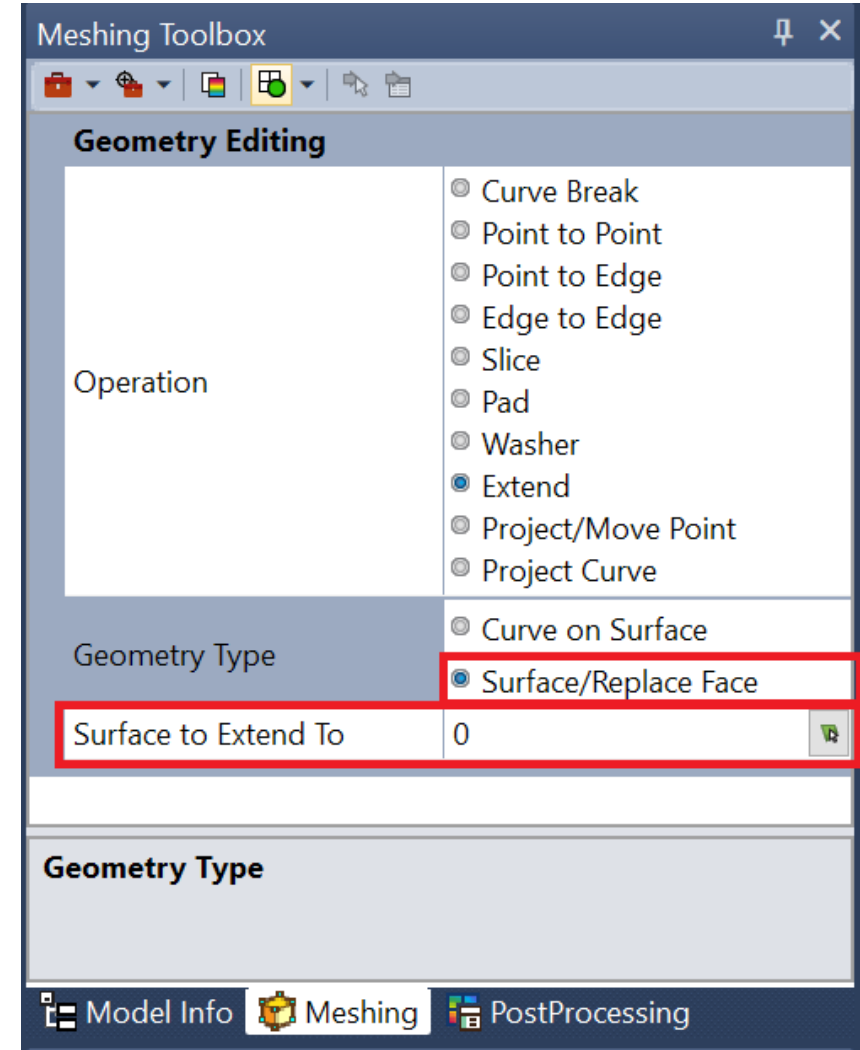 Meshing Toolbox
Geometry Editing
Operation
Curve Break
Point to Point
Point to Edge
Edge to Edge
Slice
Pad
Washer
Extend
Project/Move Point
Project Curve
Geometry Type
Curve on Surface
Surface/Replace Face
Surface to Extend To 0
Geometry Type
Model Info Meshing PostProcessing